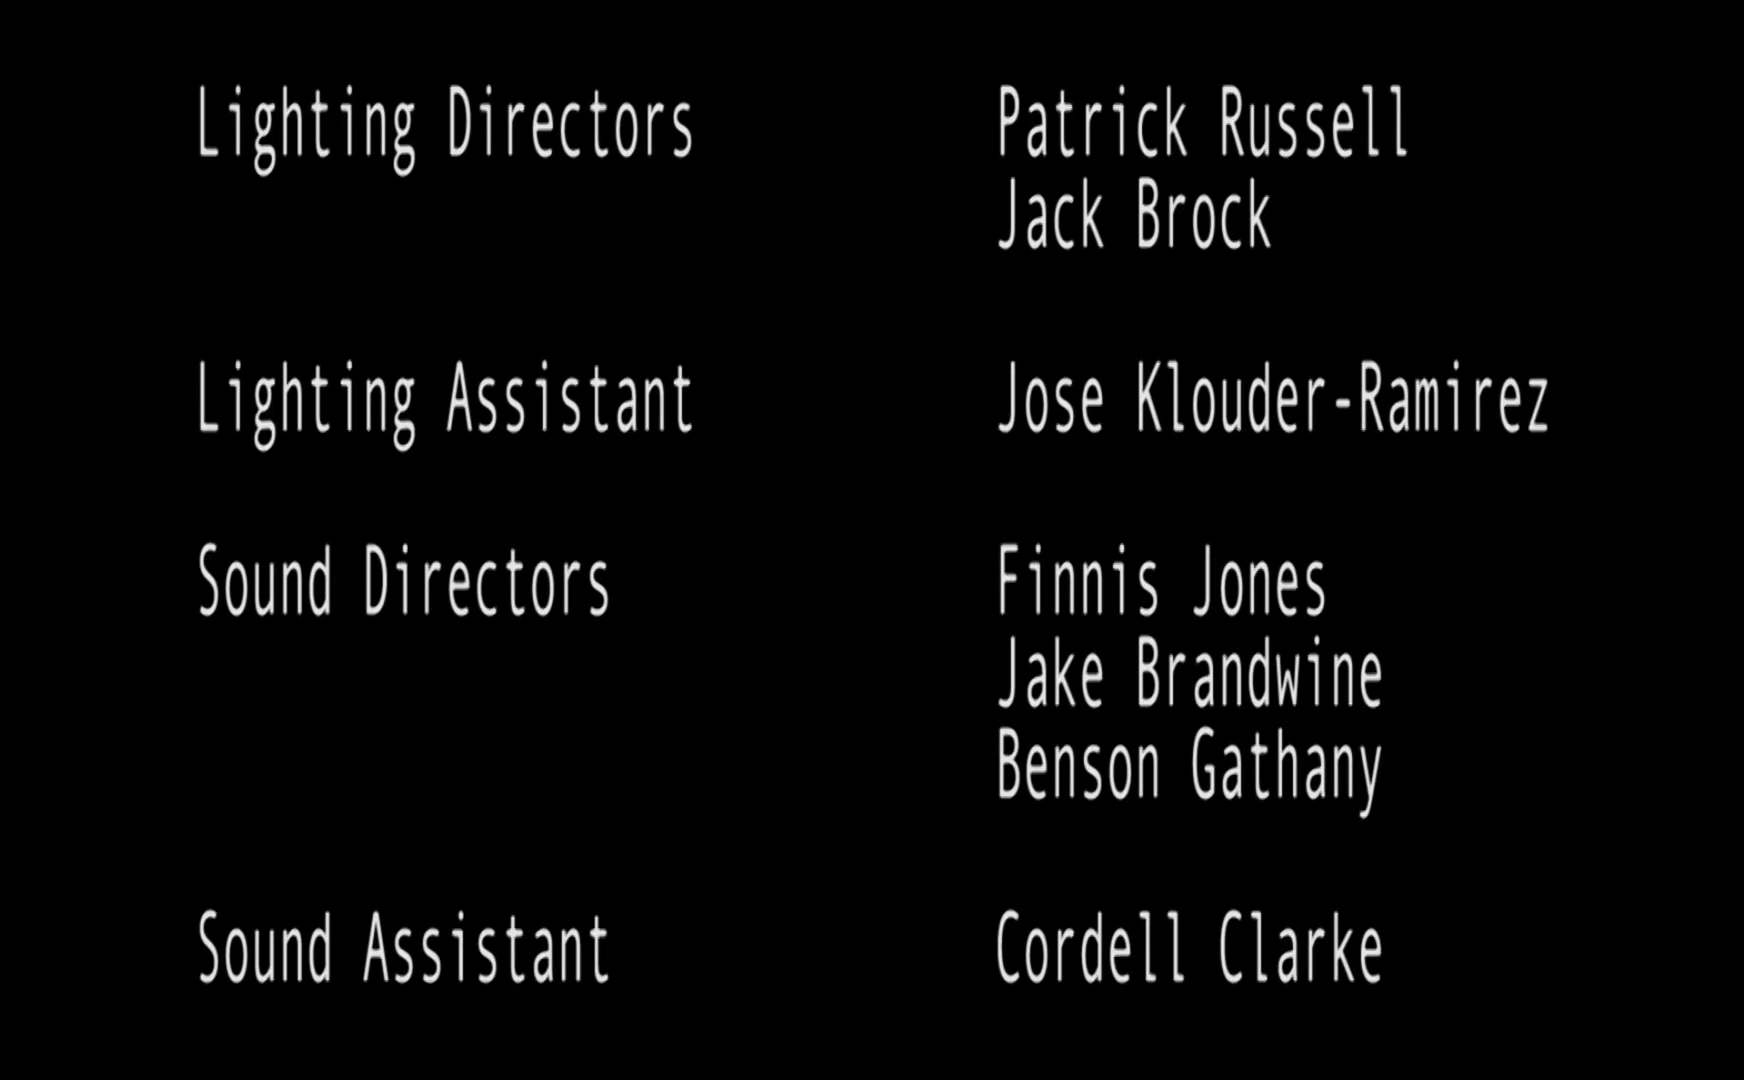 Lighting Directors Patrick Russell
Jack Brock
Lighting Assistant Jose Klouder-Ramirez
Sound Directors Finnis Jones
Jake Brandwine
Benson Gathany
Sound Assistant Cordell Clarke